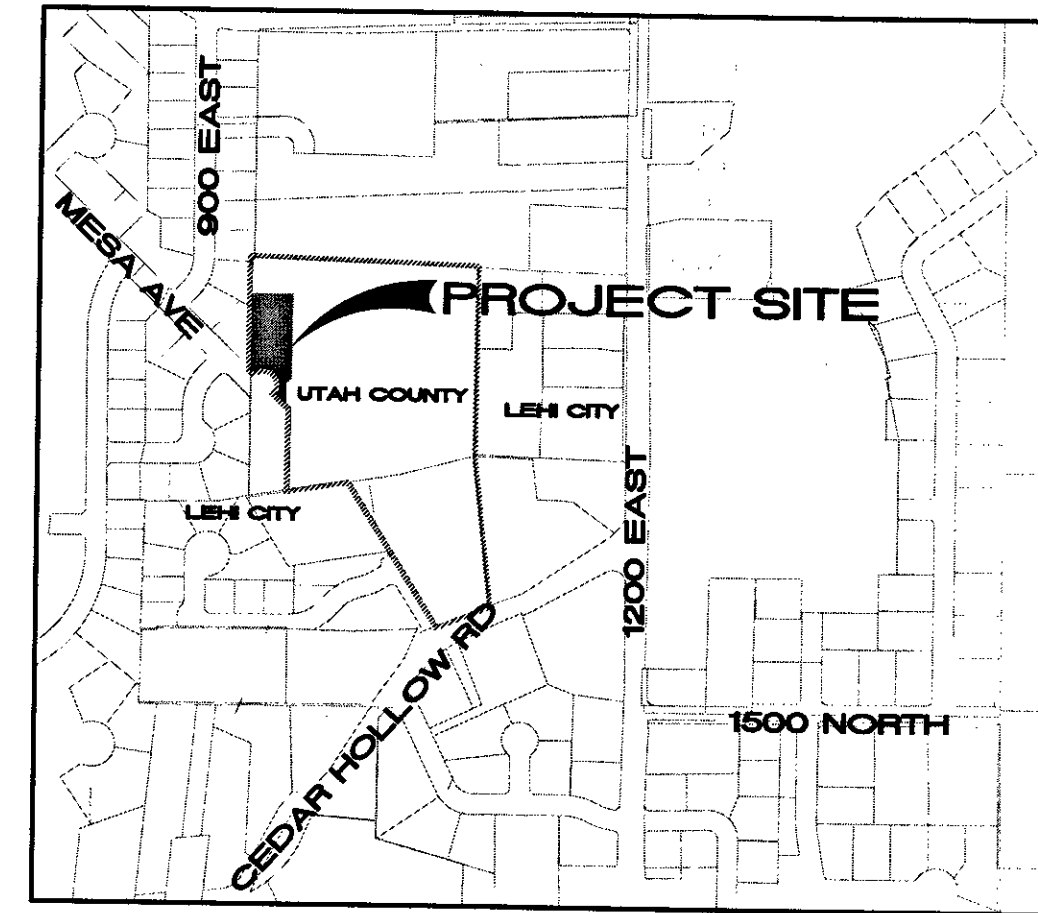 900 EAST
MESA AVE
PROJECT SITE
UTAH COUNTY
LEHI CITY
LEHI CITY
1200 EAST
CEDAR HOLLOW RD
1500 NORTH